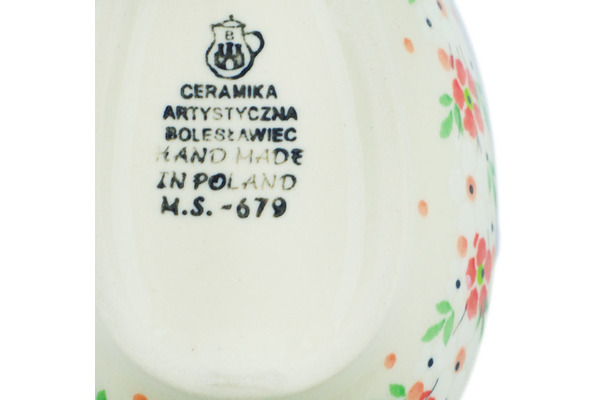 B
CERAMIKA
ARTYSTYCZNA
BOLESŁAWIEC
HAND MADE
IN POLAND
M.S. -679